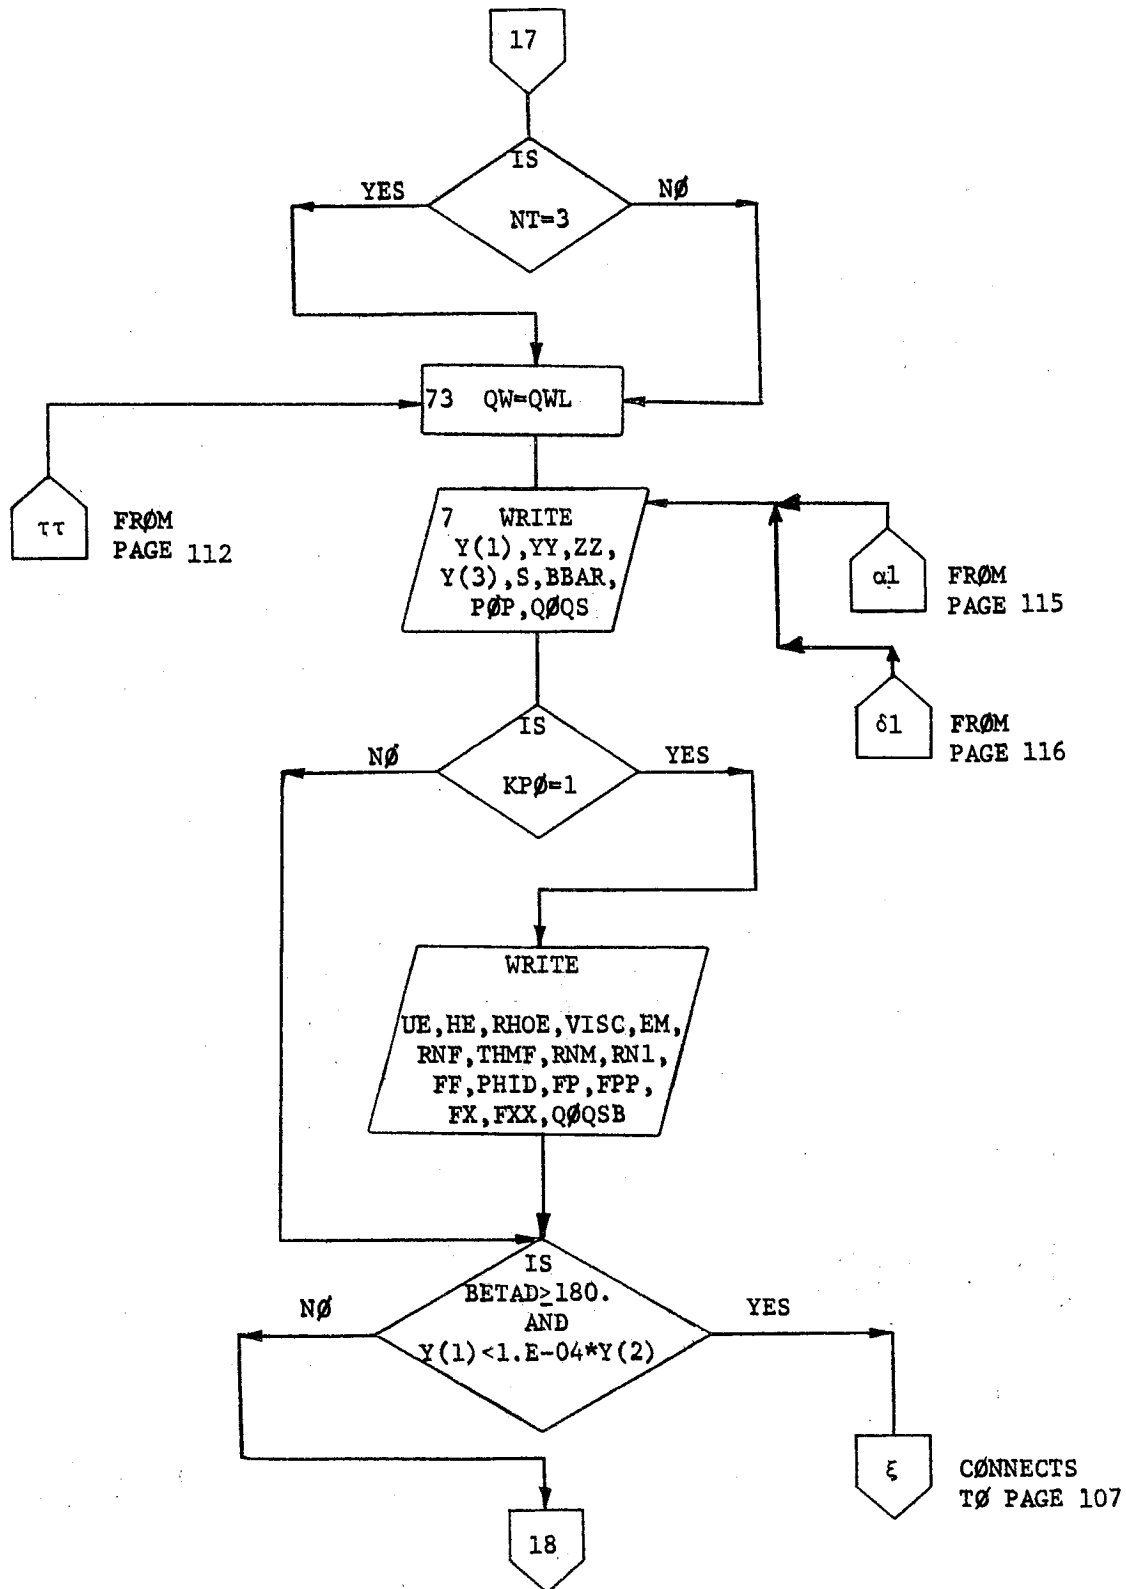 17
IS
YES
NØ
NT=3
73 QW=QWL
ττ
FRØM
PAGE 112
7 WRITE
Y(1),YY,ZZ,
Y(3),S,BBAR,
PØP,QØQS
α1
FRØM
PAGE 115
δ1
FRØM
PAGE 116
IS
NØ
YES
KPØ=1
WRITE
UE,HE,RHOE,VISC,EM,
RNF,THMF,RNM,RN1,
FF,PHID,FP,FPP,
FX,FXX,QØQSB
IS
BETAD≥180.
NØ
YES
AND
Y(1)<1.E-04*Y(2)
ξ
CØNNECTS
TØ PAGE 107
18